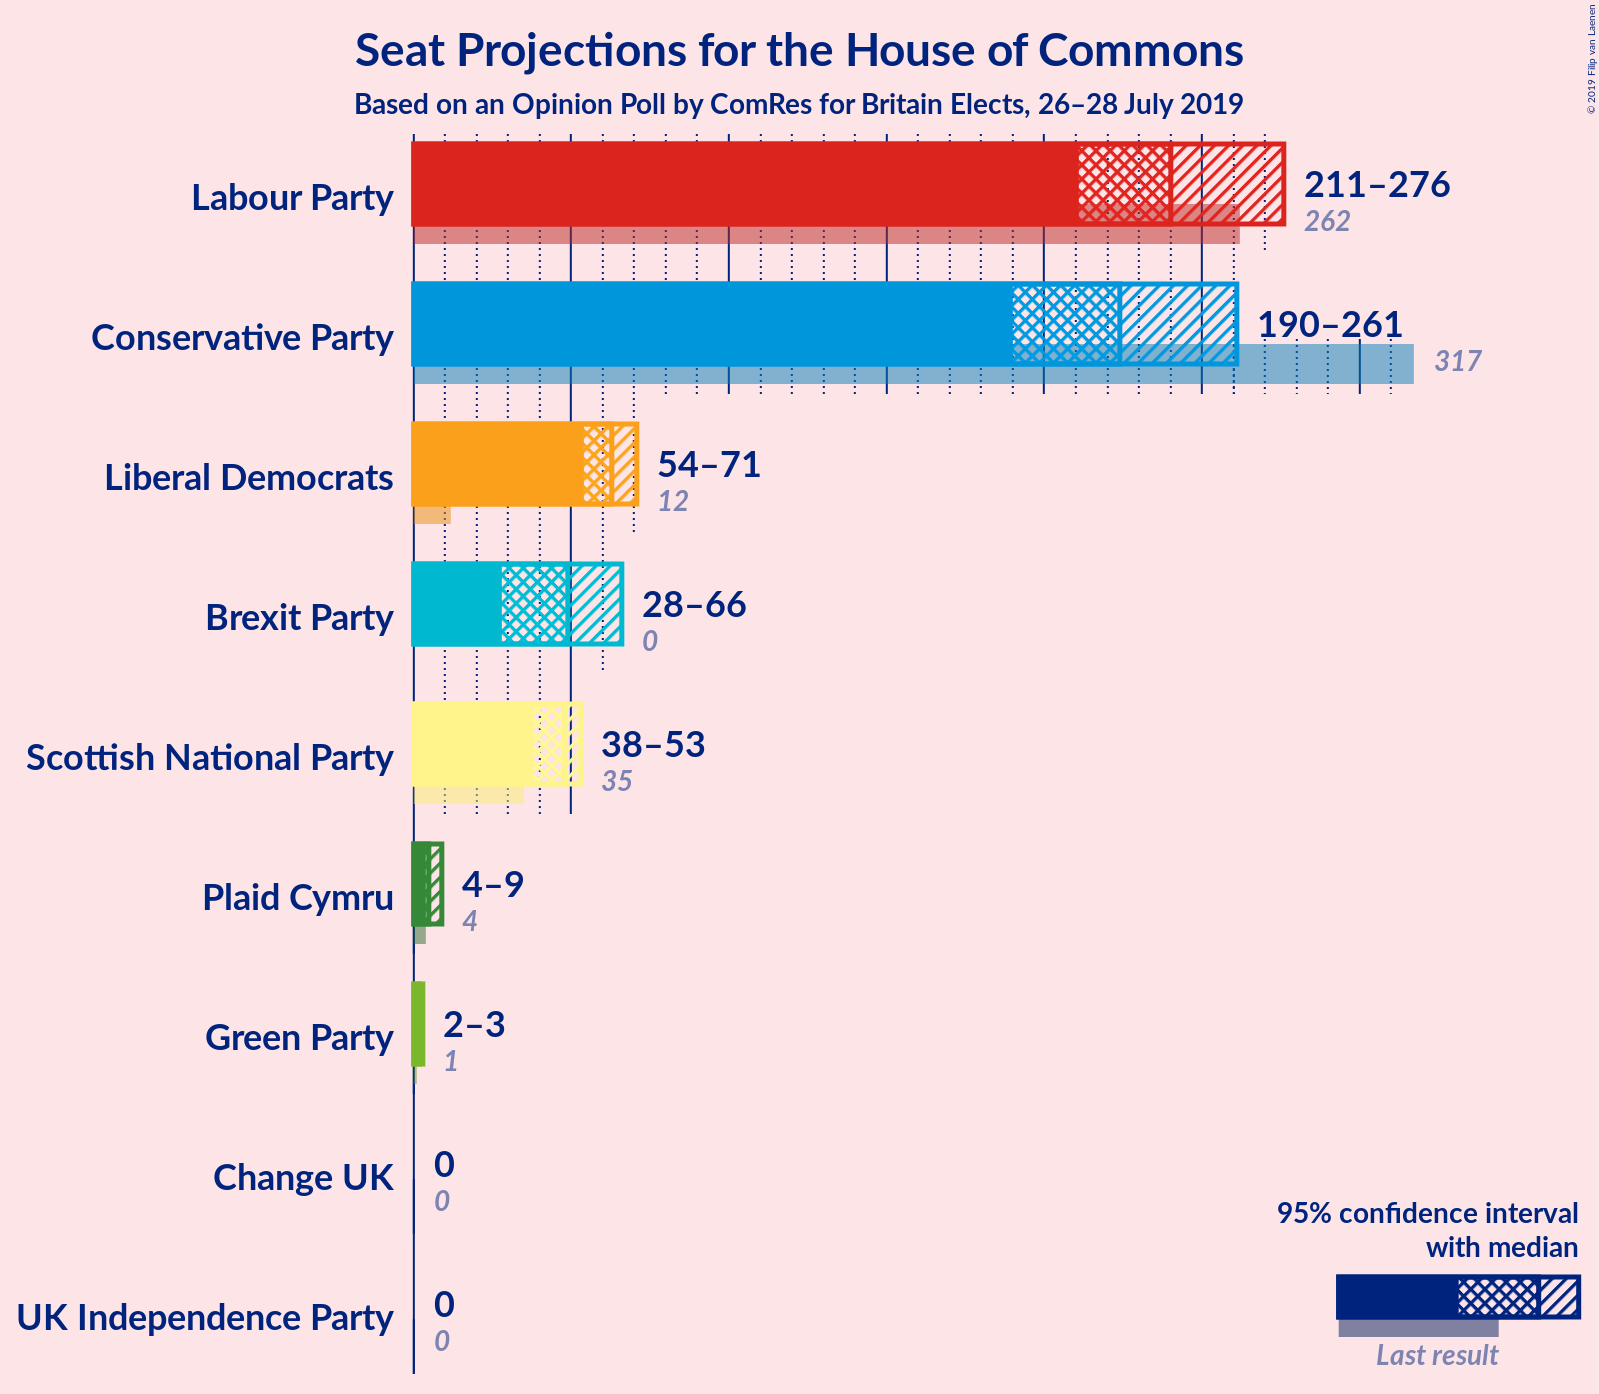 Seat Projections for the House of Commons
Based on an Opinion Poll by ComRes for Britain Elects, 26–28 July 2019
© 2019 Filip van Laenen
Labour Party
211–276
262
Conservative Party
190–261
317
Liberal Democrats
54–71
12
Brexit Party
28–66
0
Scottish National Party
38–53
35
Plaid Cymru
4–9
4
Green Party
2–3
1
Change UK
0
0
UK Independence Party
0
0
95% confidence interval
with median
Last result